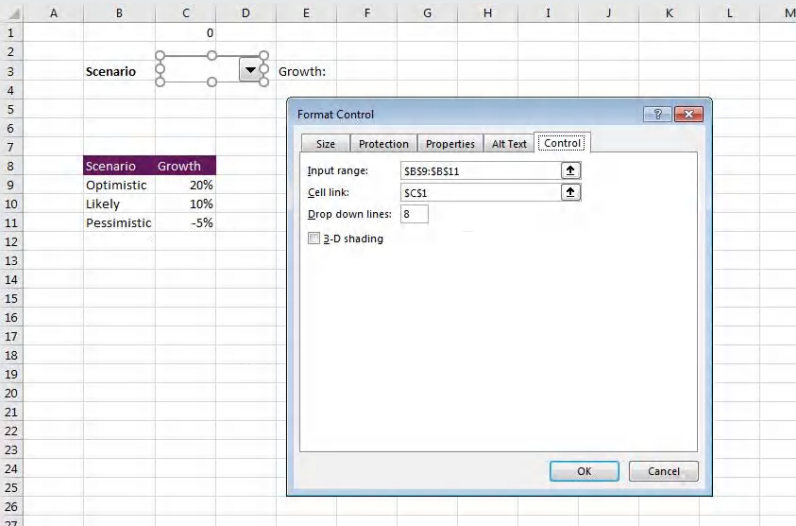 A B C D E F G H I J K L M
1 0
2
3 Scenario Growth:
4
5 Format Control
6
7 Size Protection Properties Alt Text Control
8 Scenario Growth Input range: $B$9:$B$11
9 Optimistic 20% Cell link: $C$1
10 Likely 10% Drop down lines: 8
11 Pessimistic -5%
12 3-D shading
13
14
15
16
17
18
19
20
21
22
23
24 OK Cancel
25
26
27